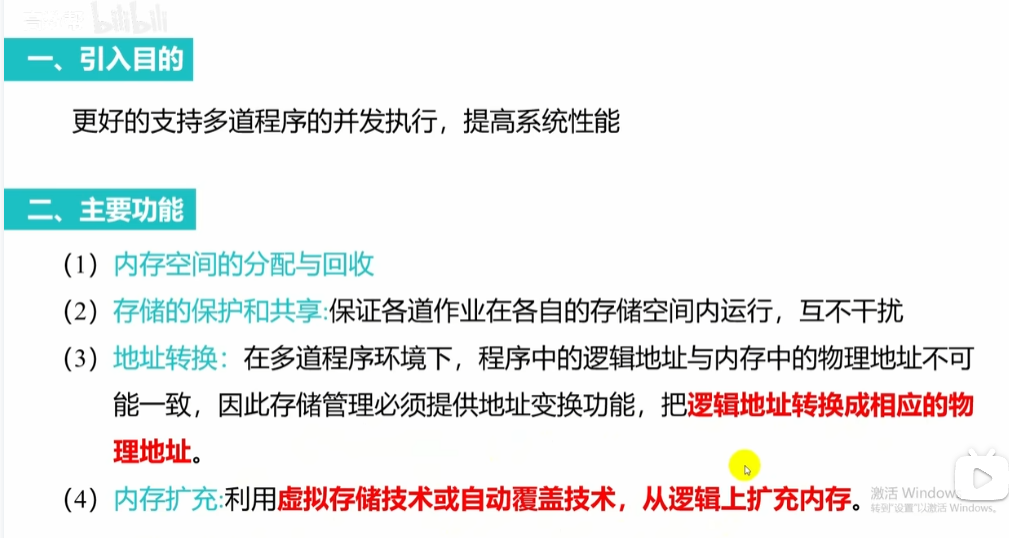 bilibili
一、引入目的
更好的支持多道程序的并发执行，提高系统性能
二、主要功能
（1）内存空间的分配与回收
（2）存储的保护和共享:保证各道作业在各自的存储空间内运行，互不干扰
（3）地址转换：在多道程序环境下，程序中的逻辑地址与内存中的物理地址不可
能一致，因此存储管理必须提供地址变换功能，把逻辑地址转换成相应的物
理地址。
（4）内存扩充:利用虚拟存储技术或自动覆盖技术，从逻辑上扩充内存。
激活 Window
转到"设置"以激活 Windows。